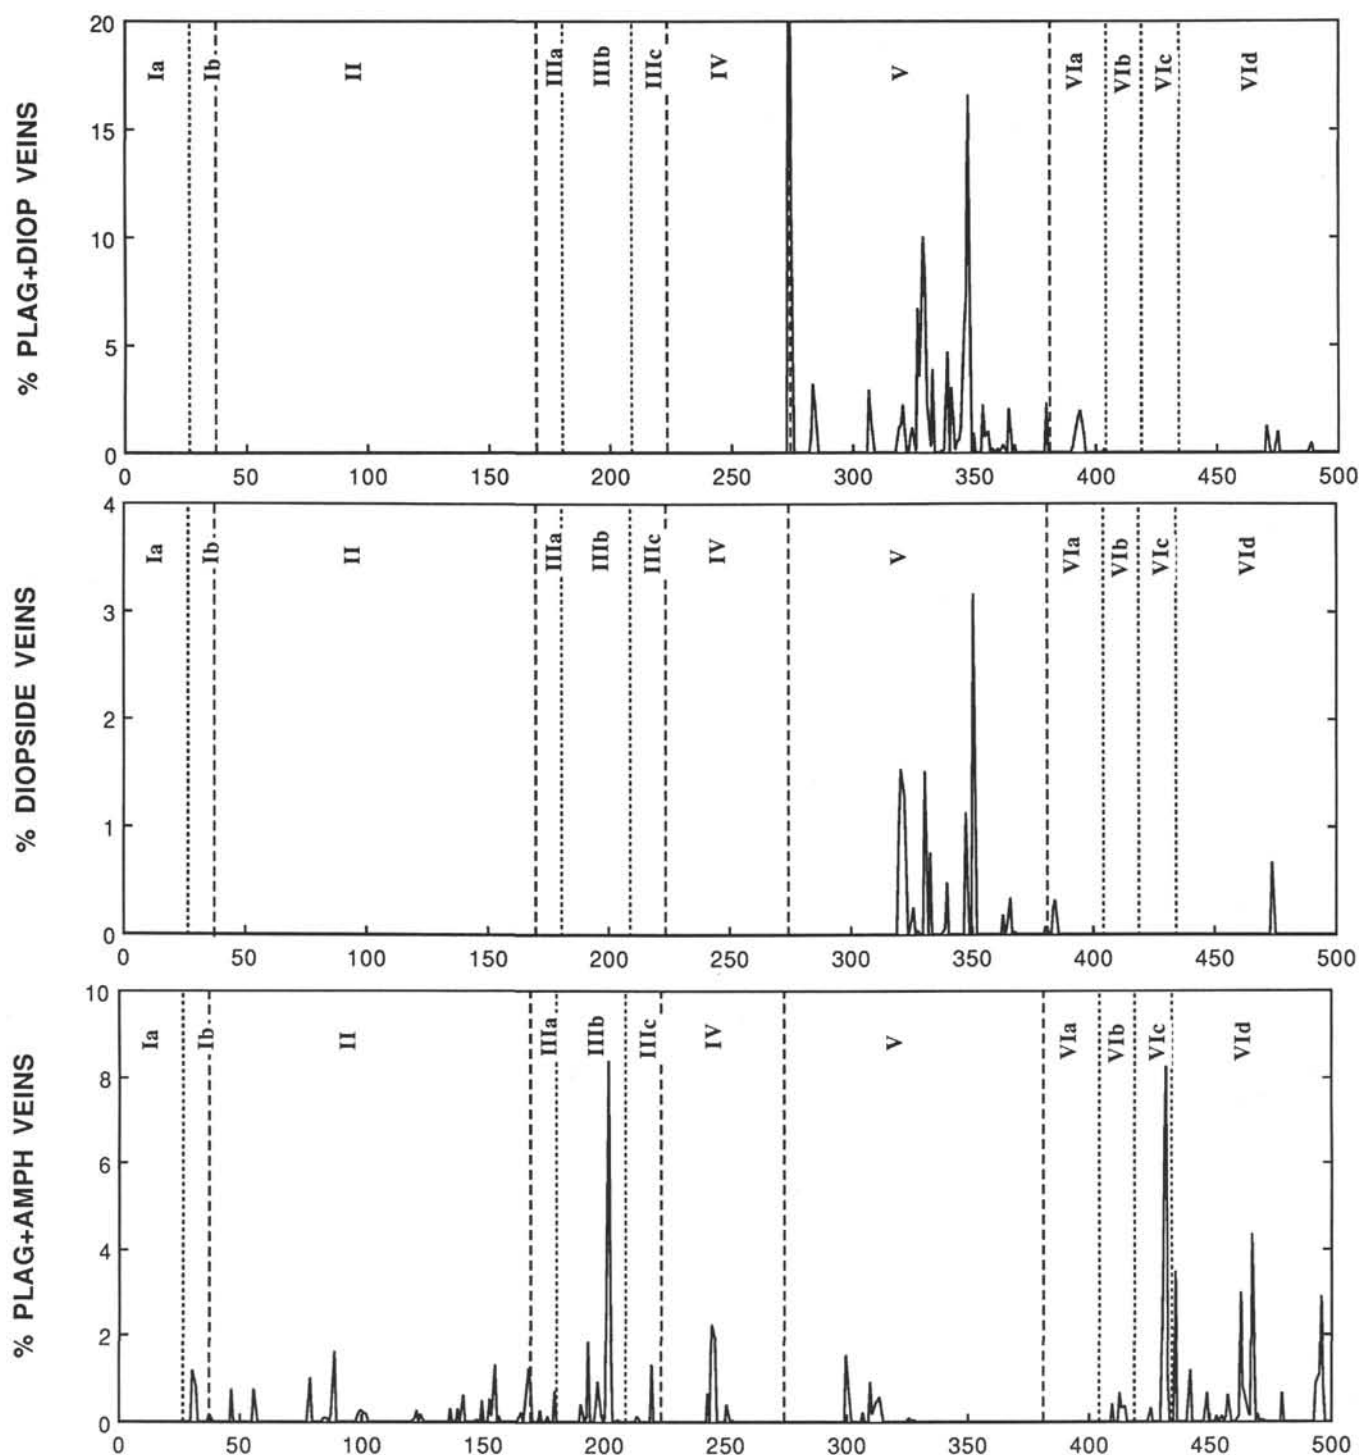 % PLAG+DIOP VEINS
20
15
10
5
0
Ia Ib II IIIa IIIb IIIc IV V VIa VIb VIc VId
0 50 100 150 200 250 300 350 400 450 500
% DIOPSIDE VEINS
4
3
2
1
0
Ia Ib II IIIa IIIb IIIc IV V VIa VIb VIc VId
0 50 100 150 200 250 300 350 400 450 500
% PLAG+AMPH VEINS
10
8
6
4
2
0
Ia Ib II IIIa IIIb IIIc IV V VIa VIb VIc VId
0 50 100 150 200 250 300 350 400 450 500